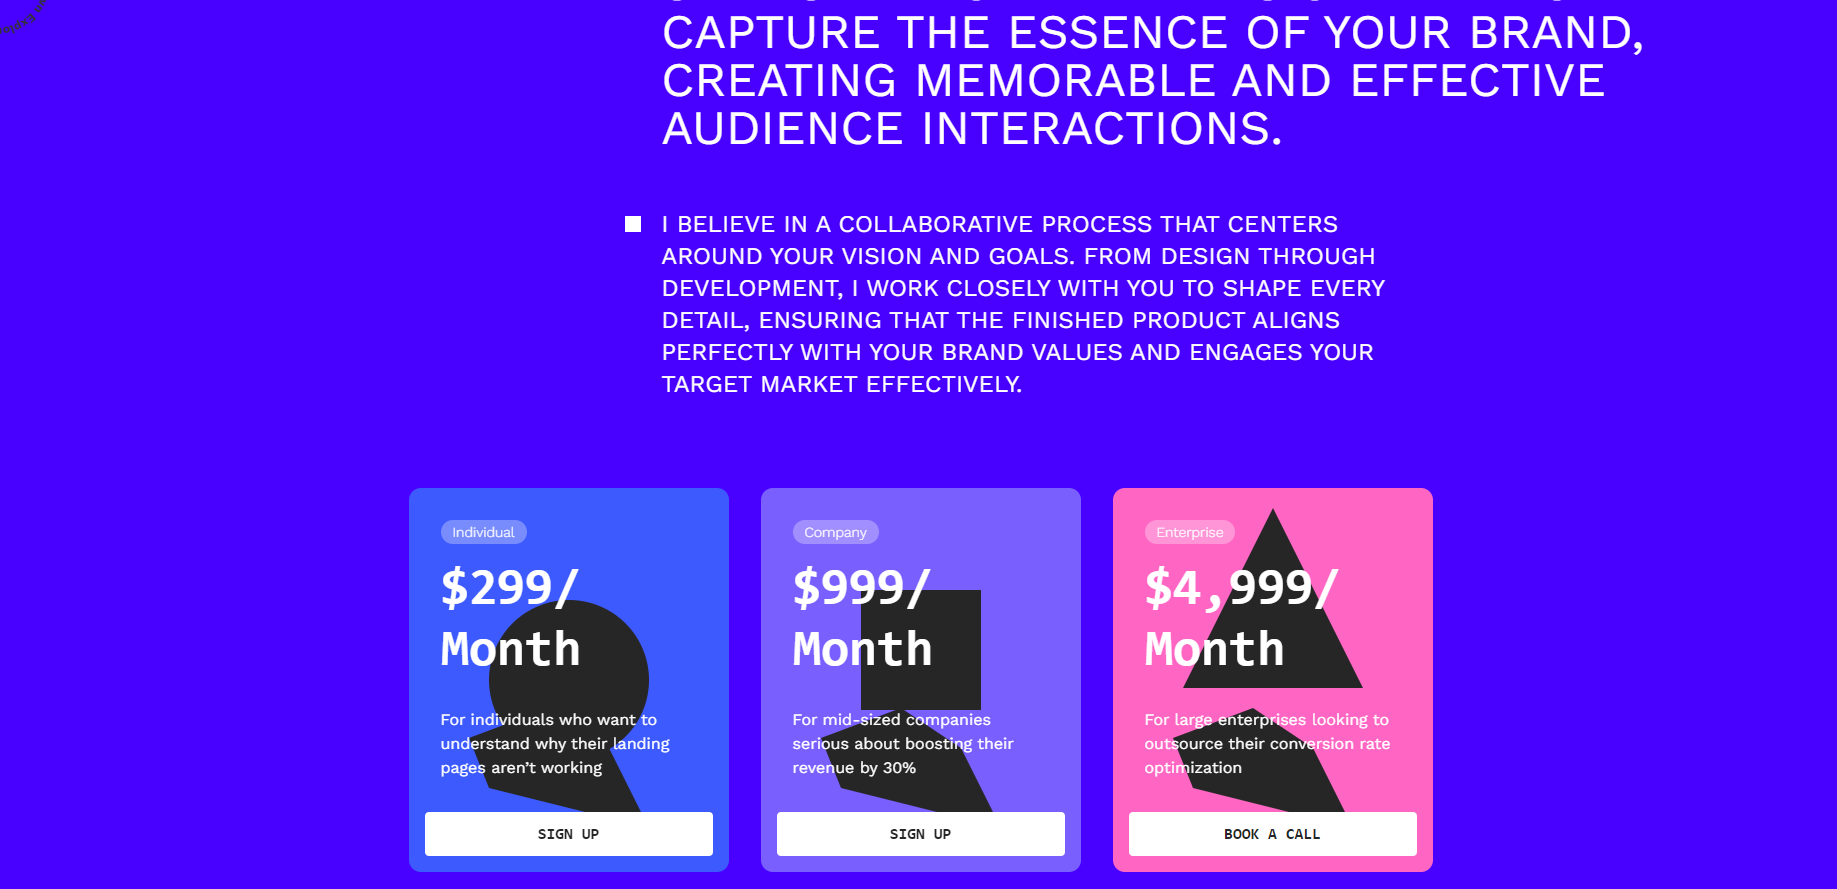 CAPTURE THE ESSENCE OF YOUR BRAND,
CREATING MEMORABLE AND EFFECTIVE
AUDIENCE INTERACTIONS.
I BELIEVE IN A COLLABORATIVE PROCESS THAT CENTERS
AROUND YOUR VISION AND GOALS. FROM DESIGN THROUGH
DEVELOPMENT, I WORK CLOSELY WITH YOU TO SHAPE EVERY
DETAIL, ENSURING THAT THE FINISHED PRODUCT ALIGNS
PERFECTLY WITH YOUR BRAND VALUES AND ENGAGES YOUR
TARGET MARKET EFFECTIVELY.
Individual
$299/
Month
For individuals who want to
understand why their landing
pages aren’t working
SIGN UP
Company
$999/
Month
For mid-sized companies
serious about boosting their
revenue by 30%
SIGN UP
Enterprise
$4,999/
Month
For large enterprises looking to
outsource their conversion rate
optimization
BOOK A CALL